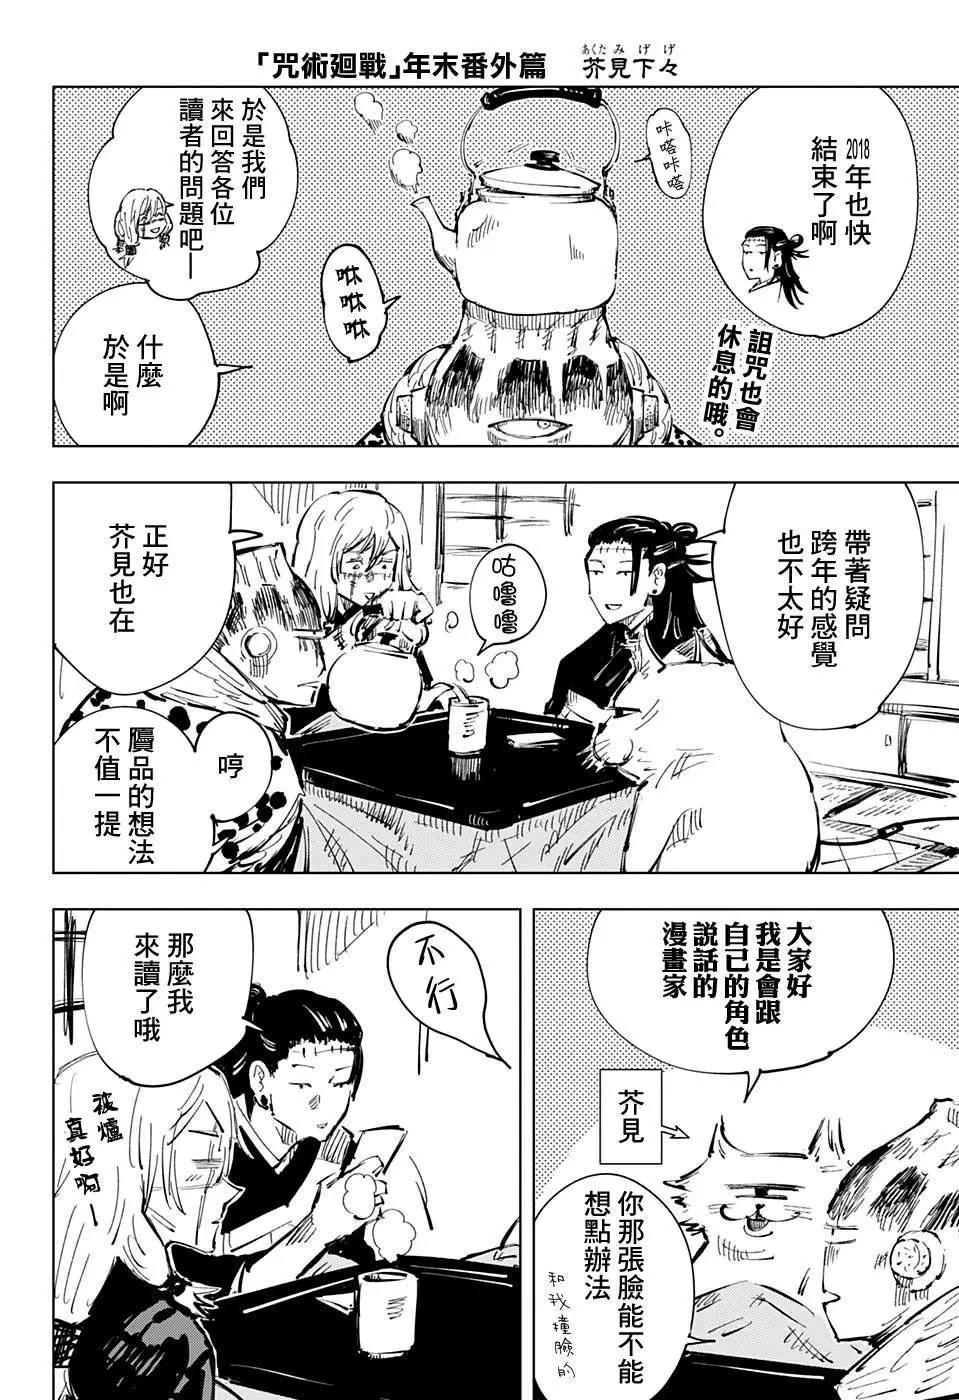 「咒術廻戰」年末番外篇
あくたみげげ
芥見下々
2018年也快
結束了啊
詛咒也會
休息的哦。
咔嗒咔嗒
咻咻咻
於是我們
來回答各位
讀者的問題吧—
什麼
於是啊
帶著疑問
跨年的感覺
也不太好
咕嚕嚕
正好
芥見也在
哼
贗品的想法
不值一提
大家好
我是會跟
自己的角色
說話的
漫畫家
芥見
你那張臉能不能
想點辦法
和我撞臉的
不行
那麼我
來讀了哦
被爐
真好啊—